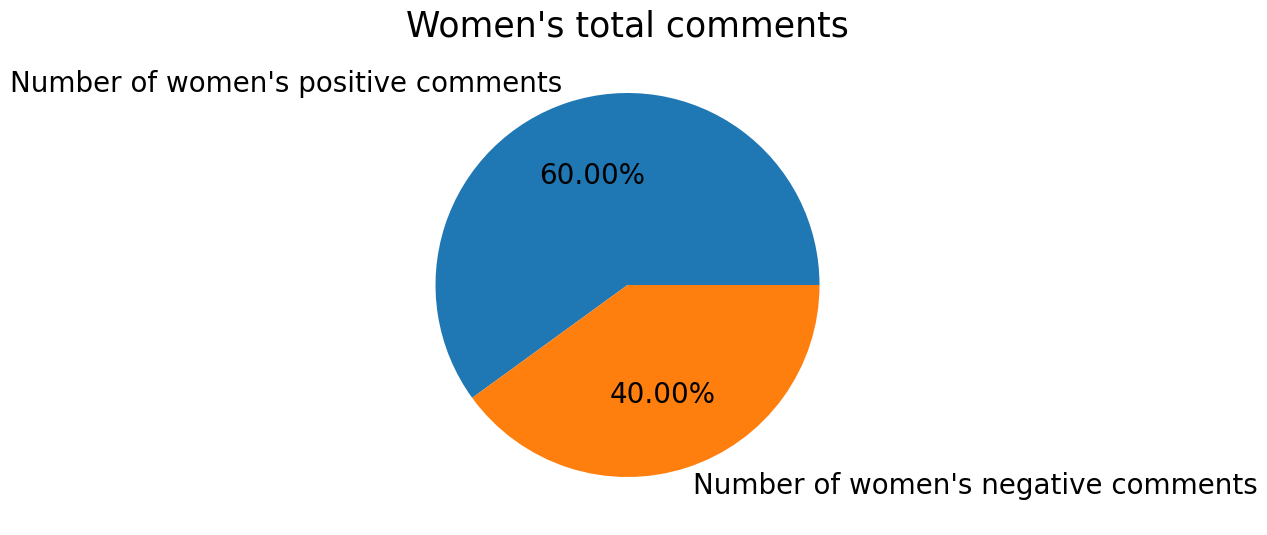 Women's total comments
Number of women's positive comments
60.00%
40.00%
Number of women's negative comments